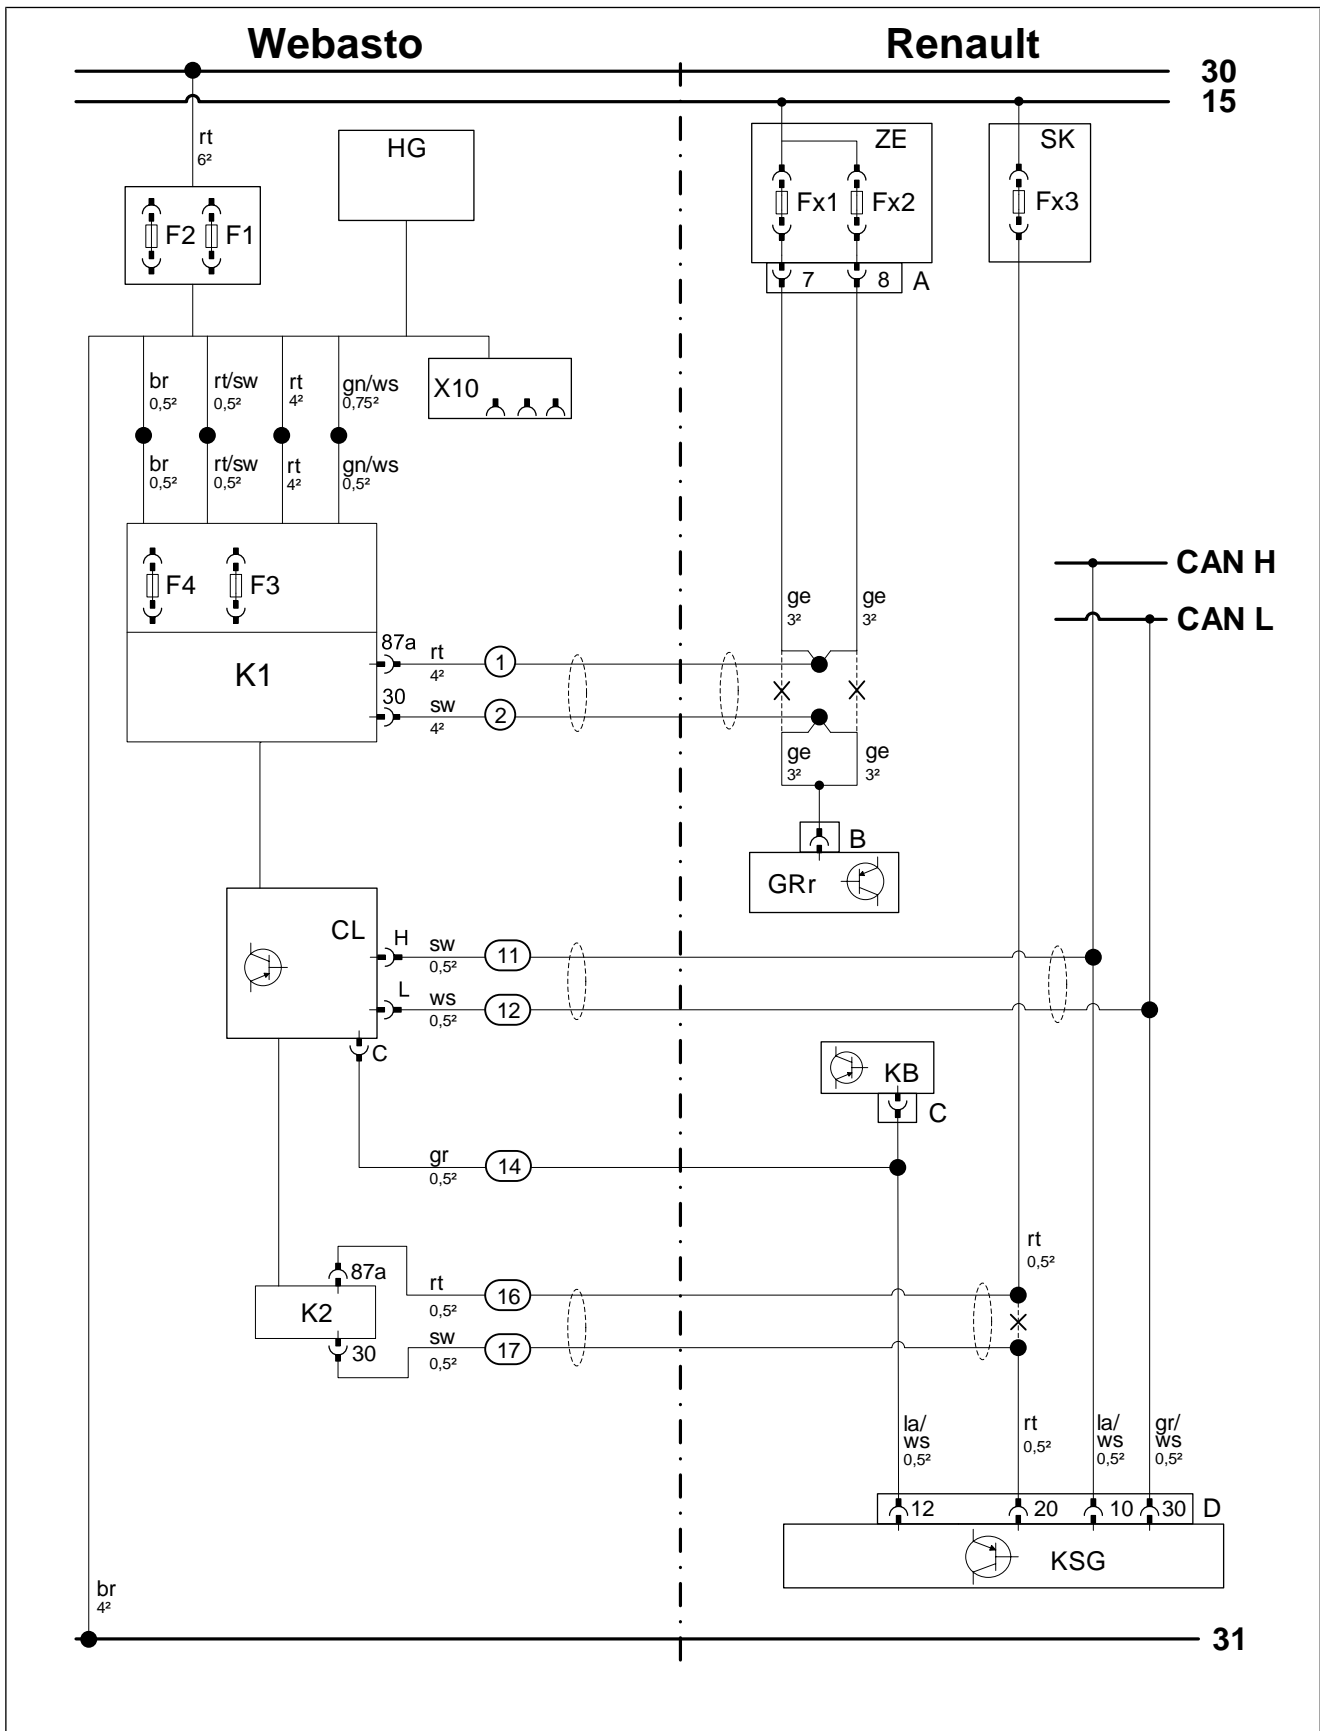 Webasto Renault
30
15
rt
6²
HG
ZE
SK
F2 F1
Fx1 Fx2
Fx3
7 8 A
X10
br
0,5²
rt/sw
0,5²
rt
4²
gn/ws
0,75²
br
0,5²
rt/sw
0,5²
rt
4²
gn/ws
0,5²
CAN H
CAN L
F4 F3
ge
3²
ge
3²
K1
87a
rt
4²
1
30
sw
4²
2
ge
3²
ge
3²
B
GRr
CL
H
sw
0,5²
11
L
ws
0,5²
12
C
KB
C
gr
0,5²
14
rt
0,5²
87a
rt
0,5²
16
K2
30
sw
0,5²
17
la/
ws
0,5²
rt
0,5²
la/
ws
0,5²
gr/
ws
0,5²
12 20 10 30 D
KSG
br
4²
31